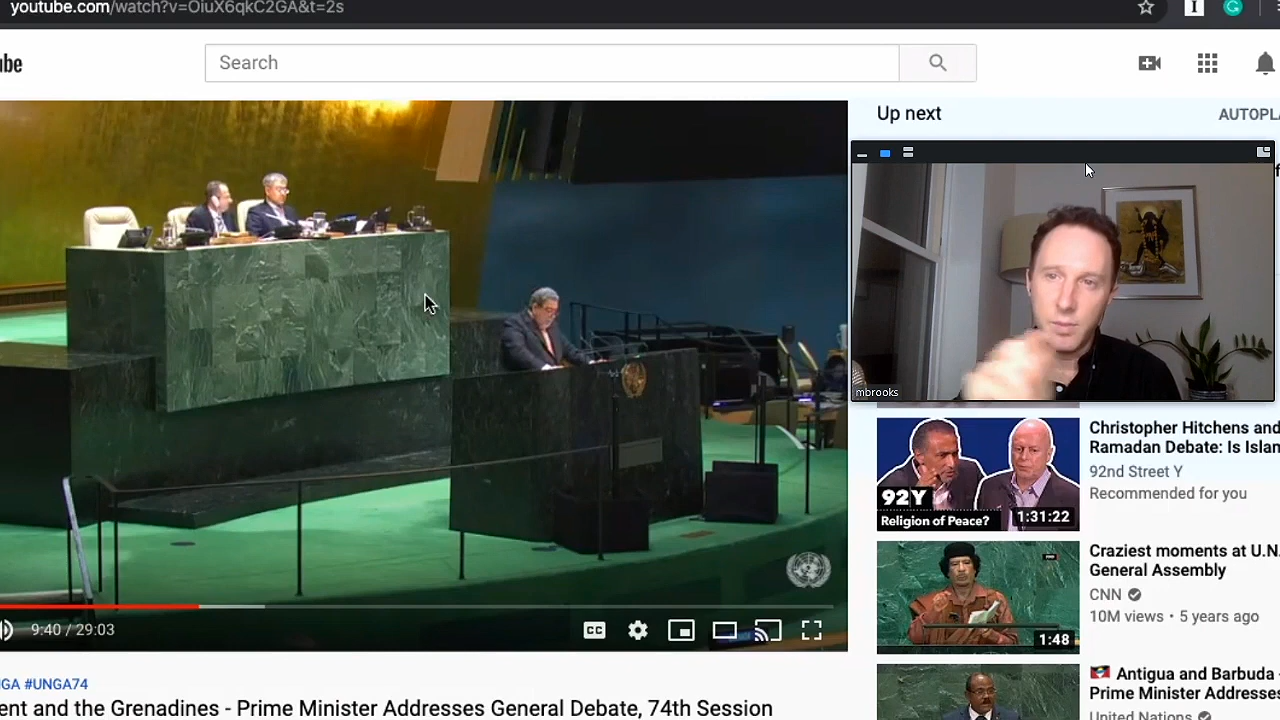 youtube.com/watch?v=OiuX6qkC2GA&t=2s
ube
Search
Up next
AUTOPLA
mbrooks
Christopher Hitchens and
Ramadan Debate: Is Islam
92nd Street Y
Recommended for you
92Y
Religion of Peace?
1:31:22
Craziest moments at U.N.
General Assembly
CNN
10M views • 5 years ago
1:48
Antigua and Barbuda -
Prime Minister Addresses
United Nations
9:40 / 29:03
CC
GA #UNGA74
ent and the Grenadines - Prime Minister Addresses General Debate, 74th Session